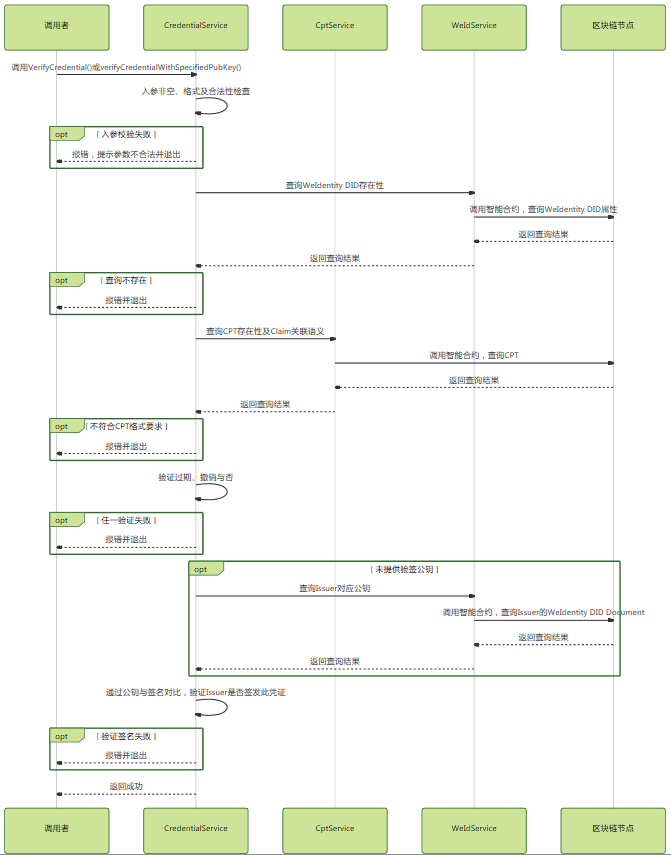 调用者
CredentialService
CptService
WeIdService
区块链节点
调用VerifyCredential()或verifyCredentialWithSpecifiedPubKey()
入参非空、格式及合法性检查
opt [ 入参校验失败 ]
报错，提示参数不合法并退出
查询WeIdentity DID存在性
调用智能合约，查询WeIdentity DID属性
返回查询结果
返回查询结果
opt [ 查询不存在 ]
报错并退出
查询CPT存在性及Claim关联语义
调用智能合约，查询CPT
返回查询结果
返回查询结果
opt [ 不符合CPT格式要求 ]
报错并退出
验证过期、撤销与否
opt [ 任一验证失败 ]
报错并退出
opt [ 未提供验签公钥 ]
查询Issuer对应公钥
调用智能合约，查询Issuer的WeIdentity DID Document
返回查询结果
返回查询结果
通过公钥与签名对比，验证Issuer是否签发此凭证
opt [ 验证签名失败 ]
报错并退出
返回成功
调用者
CredentialService
CptService
WeIdService
区块链节点